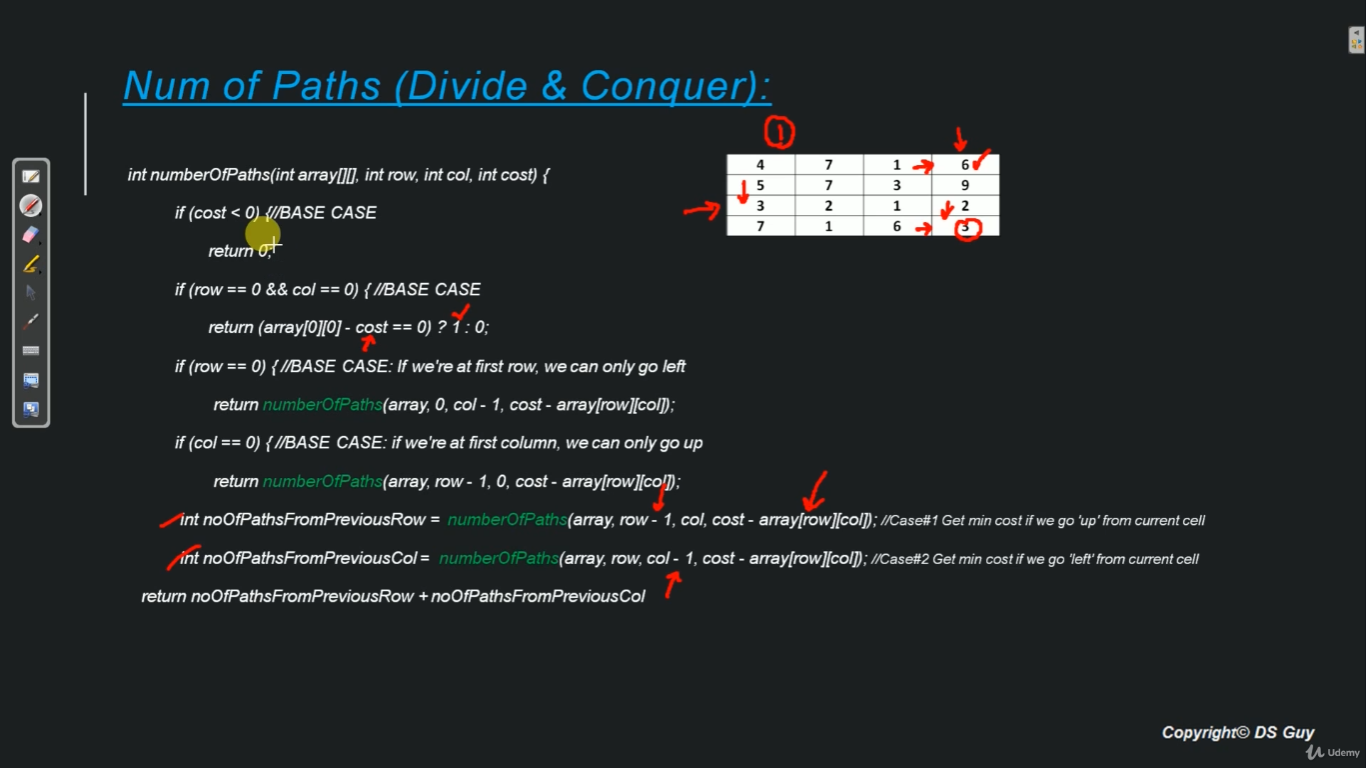 Num of Paths (Divide & Conquer):
1
int numberOfPaths(int array[][], int row, int col, int cost) {
if (cost < 0) {//BASE CASE
return 0;
if (row == 0 && col == 0) { //BASE CASE
return (array[0][0] - cost == 0) ? 1 : 0;
if (row == 0) { //BASE CASE: If we're at first row, we can only go left
return numberOfPaths(array, 0, col - 1, cost - array[row][col]);
if (col == 0) { //BASE CASE: if we're at first column, we can only go up
return numberOfPaths(array, row - 1, 0, cost - array[row][col]);
int noOfPathsFromPreviousRow = numberOfPaths(array, row - 1, col, cost - array[row][col]); //Case#1 Get min cost if we go 'up' from current cell
int noOfPathsFromPreviousCol = numberOfPaths(array, row, col - 1, cost - array[row][col]); //Case#2 Get min cost if we go 'left' from current cell
return noOfPathsFromPreviousRow + noOfPathsFromPreviousCol
4 7 1 6
5 7 3 9
3 2 1 2
7 1 6 3
Copyright© DS Guy
Udemy